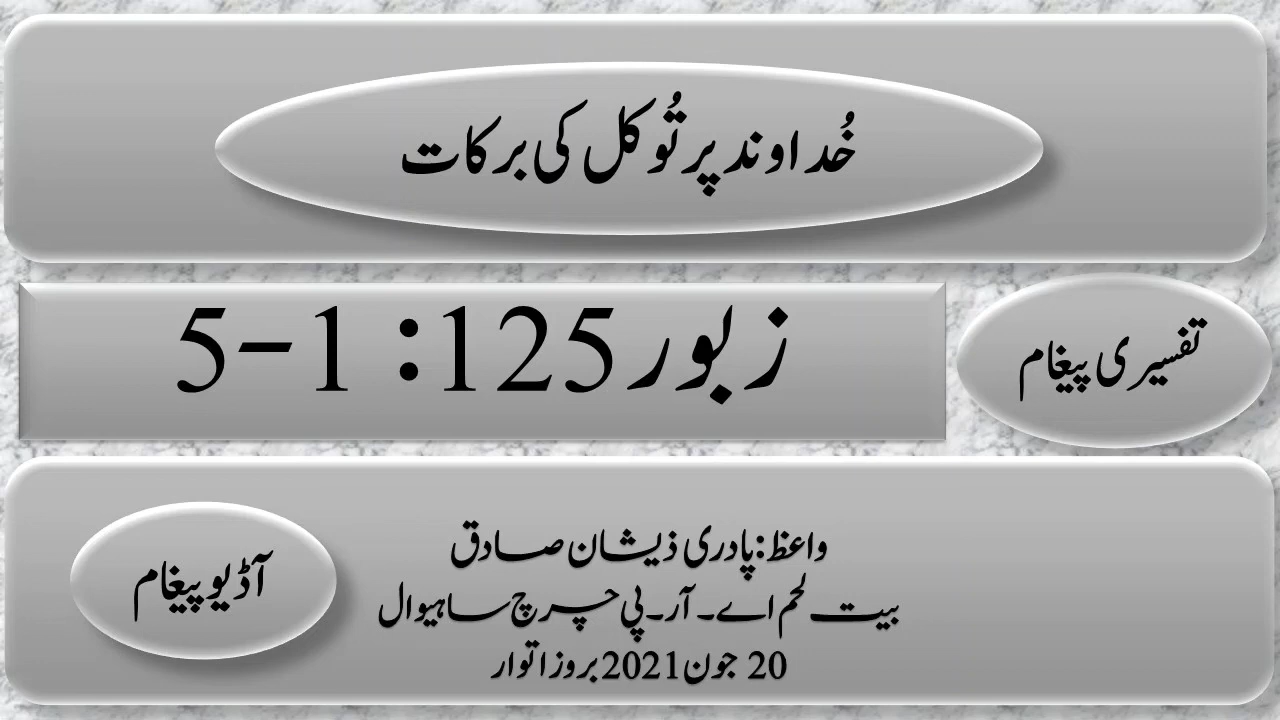 خُداوند پر تُوکل کی برکات
تفسیری پیغام
زبور 125: 1-5
واعظ: پادری ذیشان صادق
بیت لحم اے۔ آر۔ پی چرچ ساہیوال
20 جون 2021 بروز اتوار
آڈیو پیغام